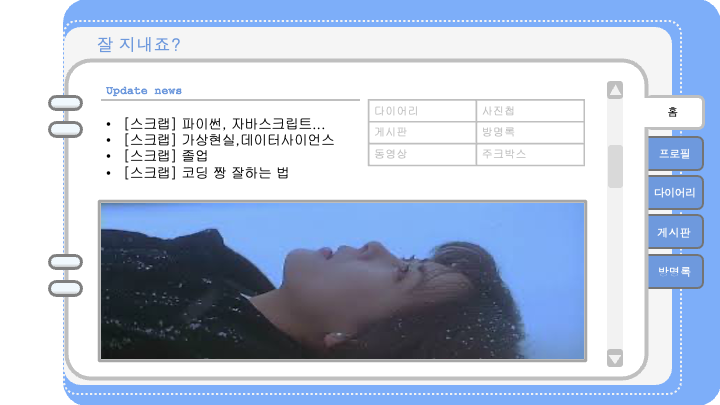 잘 지내죠?
Update news
• [스크랩] 파이썬, 자바스크립트...
• [스크랩] 가상현실,데이터사이언스
• [스크랩] 졸업
• [스크랩] 코딩 짱 잘하는 법
다이어리 사진첩
게시판 방명록
동영상 주크박스
홈
프로필
다이어리
게시판
방명록